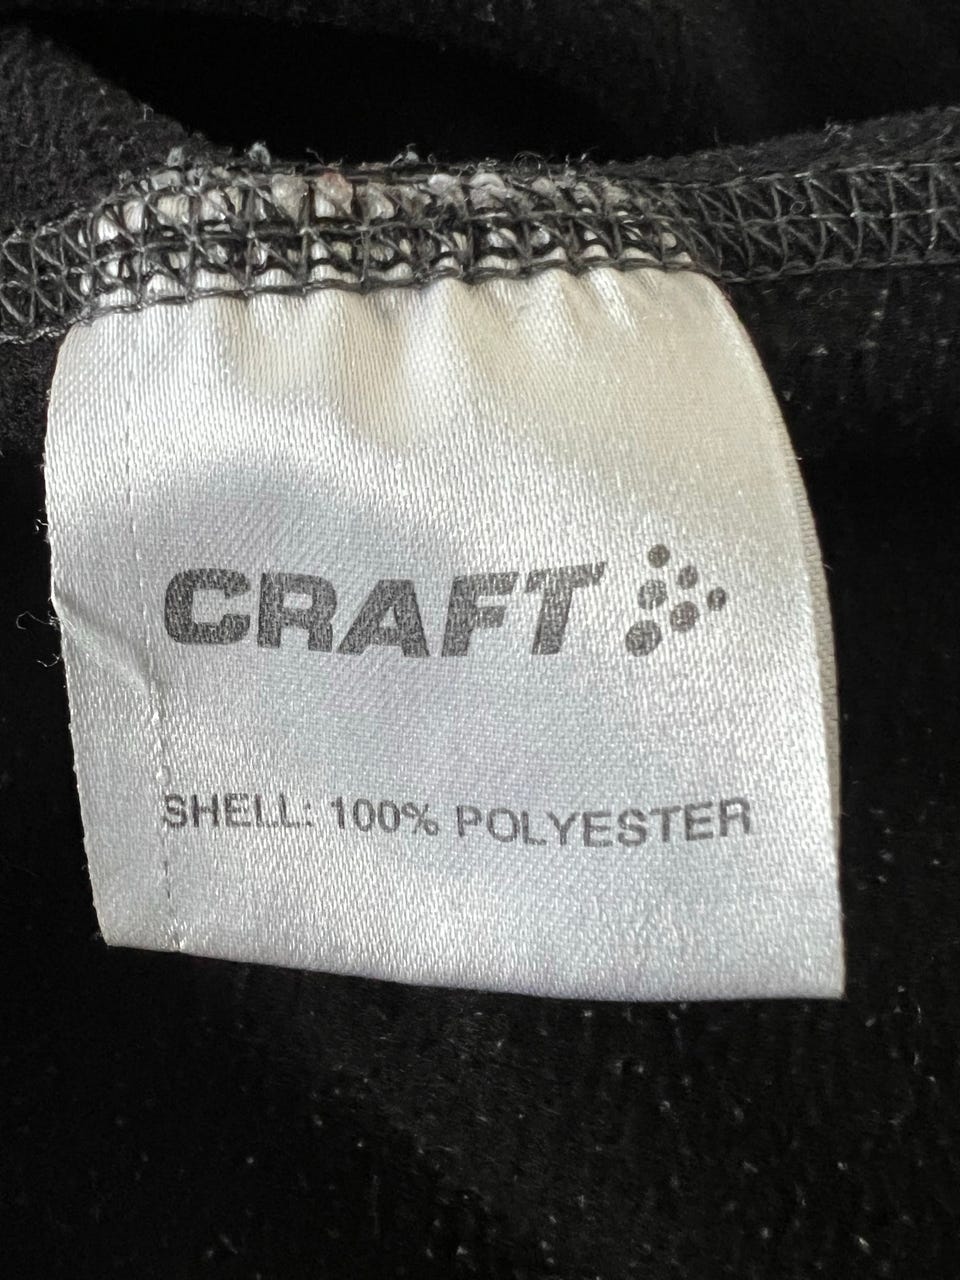 CRAFT
SHELL: 100% POLYESTER